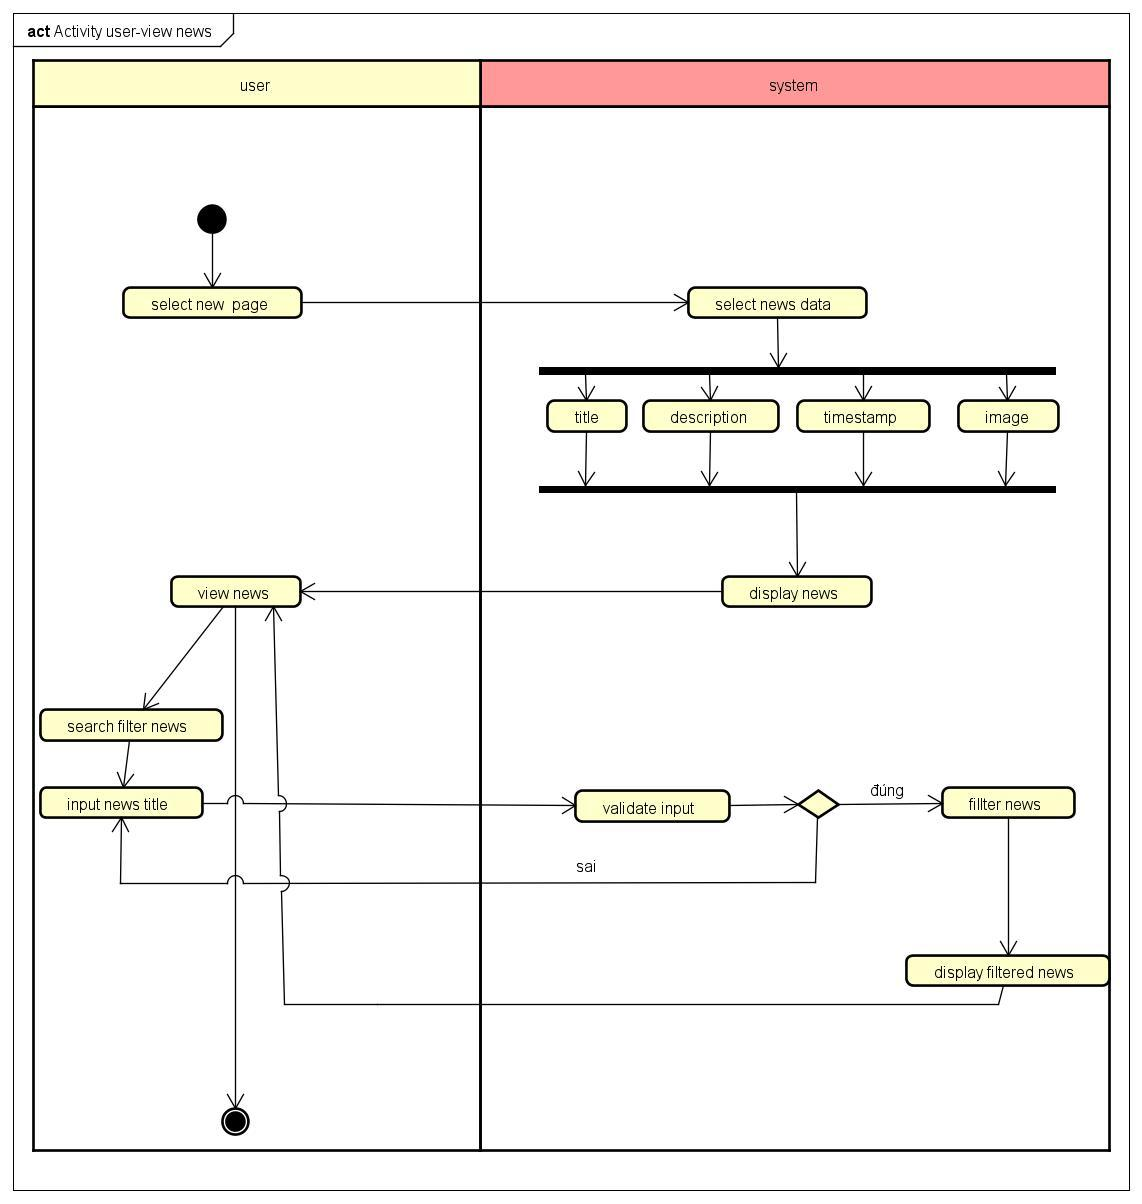 act Activity user-view news
user
system
select new  page
select news data
title
description
timestamp
image
view news
display news
search filter news
input news title
validate input
đúng
fillter news
sai
display filtered news